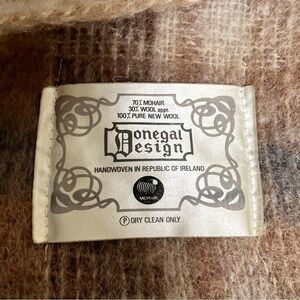 70% MOHAIR
30% WOOL appr.
100% PURE NEW WOOL
Donegal
Design
HANDWOVEN IN REPUBLIC OF IRELAND
MOHAIR
P DRY CLEAN ONLY